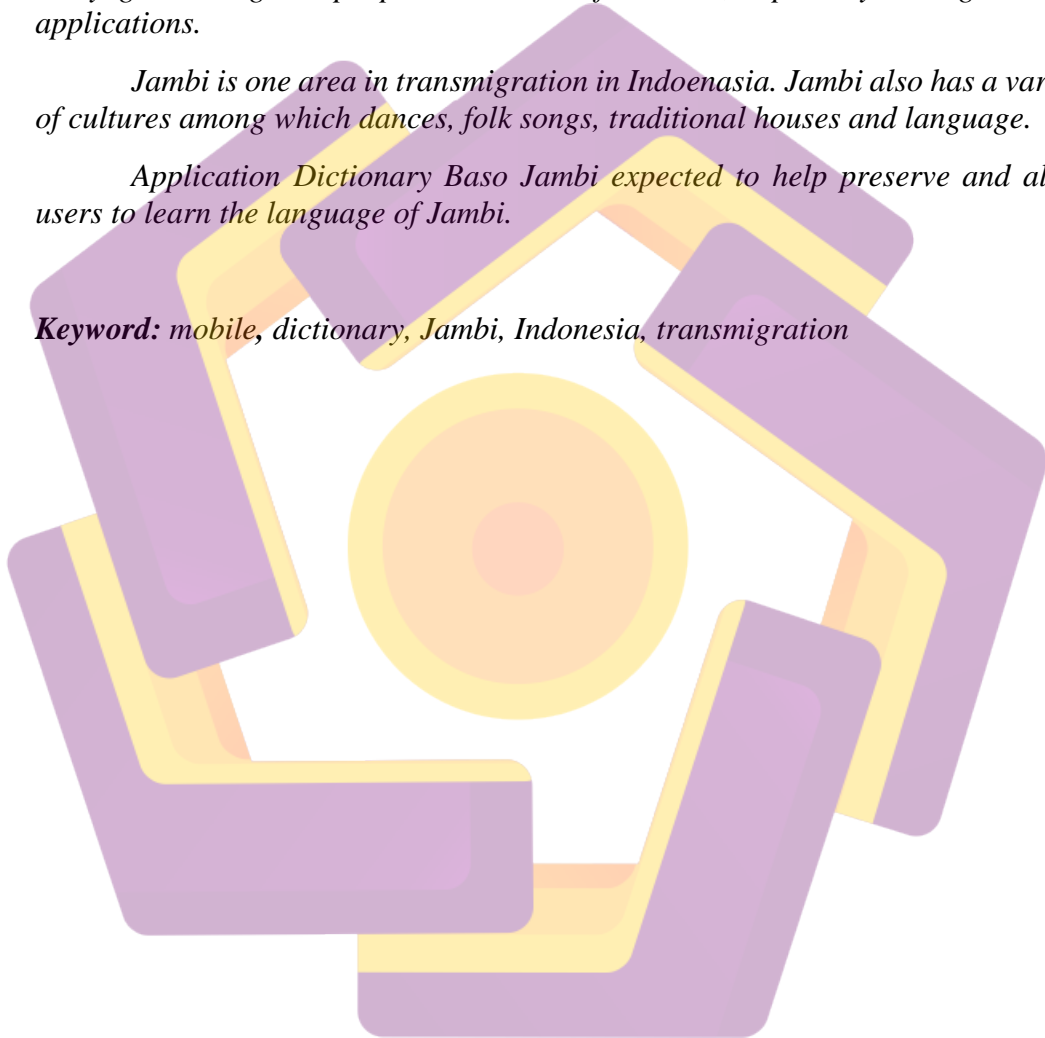 applications.
Jambi is one area in transmigration in Indoenasia. Jambi also has a
of cultures among which dances, folk songs, traditional houses and language.
Application Dictionary Baso Jambi expected to help preserve and
users to learn the language of Jambi.
Keyword: mobile, dictionary, Jambi, Indonesia, transmigration